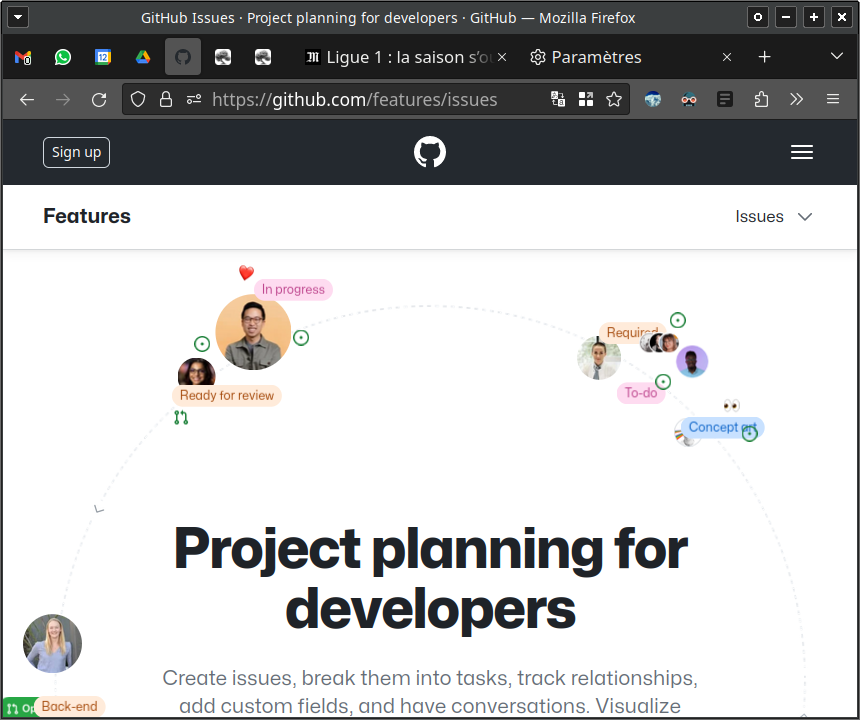 GitHub Issues · Project planning for developers · GitHub — Mozilla Firefox
Ligue 1 : la saison s’o
Paramètres
https://github.com/features/issues
Sign up
Features
Issues
In progress
Required
Ready for review
To-do
Concept art
Project planning for
developers
Create issues, break them into tasks, track relationships,
add custom fields, and have conversations. Visualize
Back-end